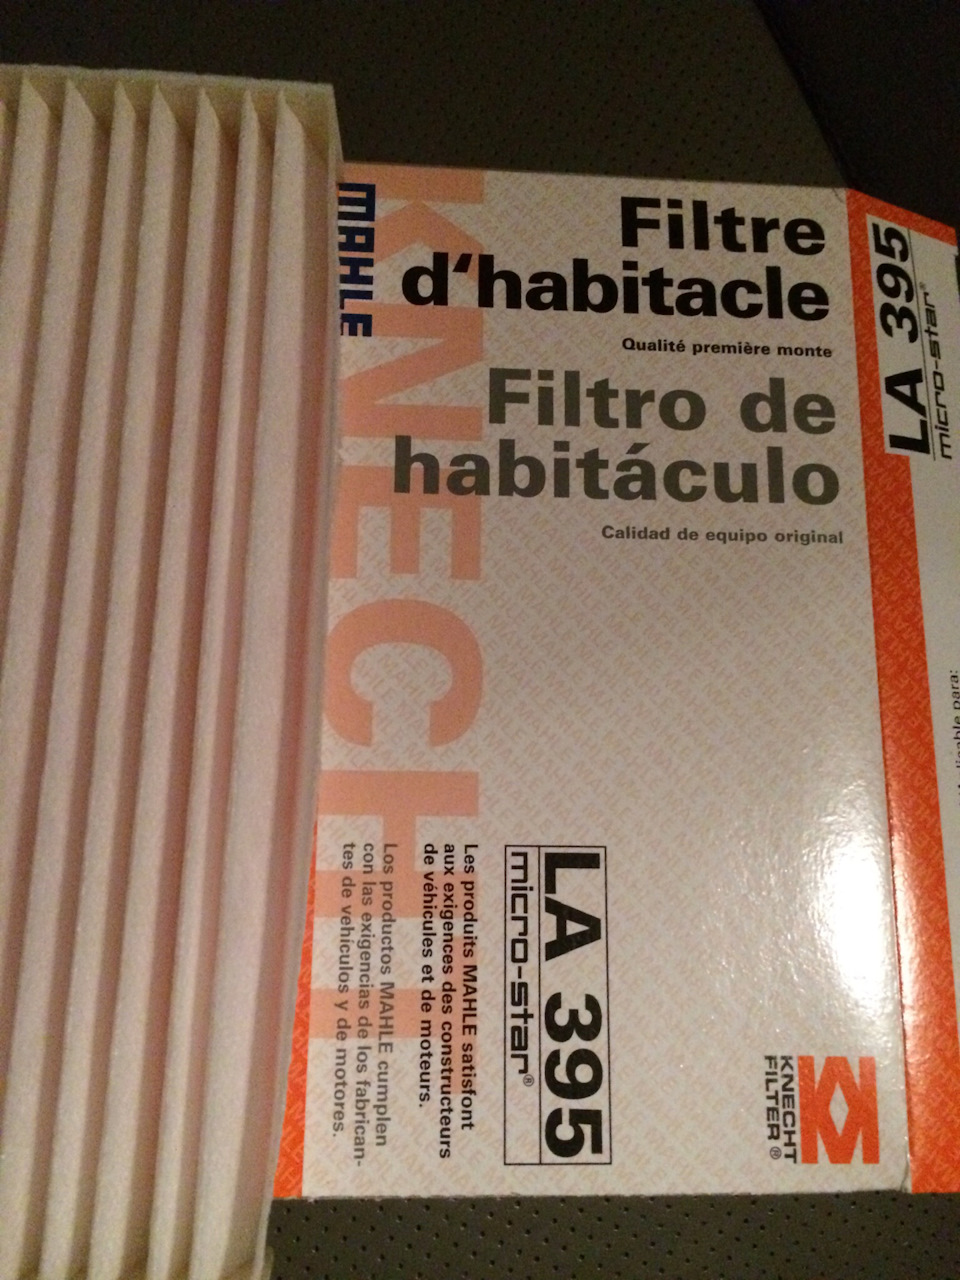 Filtre
d'habitacle
Qualité première monte
Filtro de
habitáculo
Calidad de equipo original
MAHLE
KNECHT
Les produits MAHLE satisfont
aux exigences des constructeurs
de véhicules et de moteurs.
Los productos MAHLE cumplen
con las exigencias de los fabrican-
tes de vehículos y de motores.
LA 395
micro-star®
KNECHT
FILTER®
LA 395
micro-star®
para: